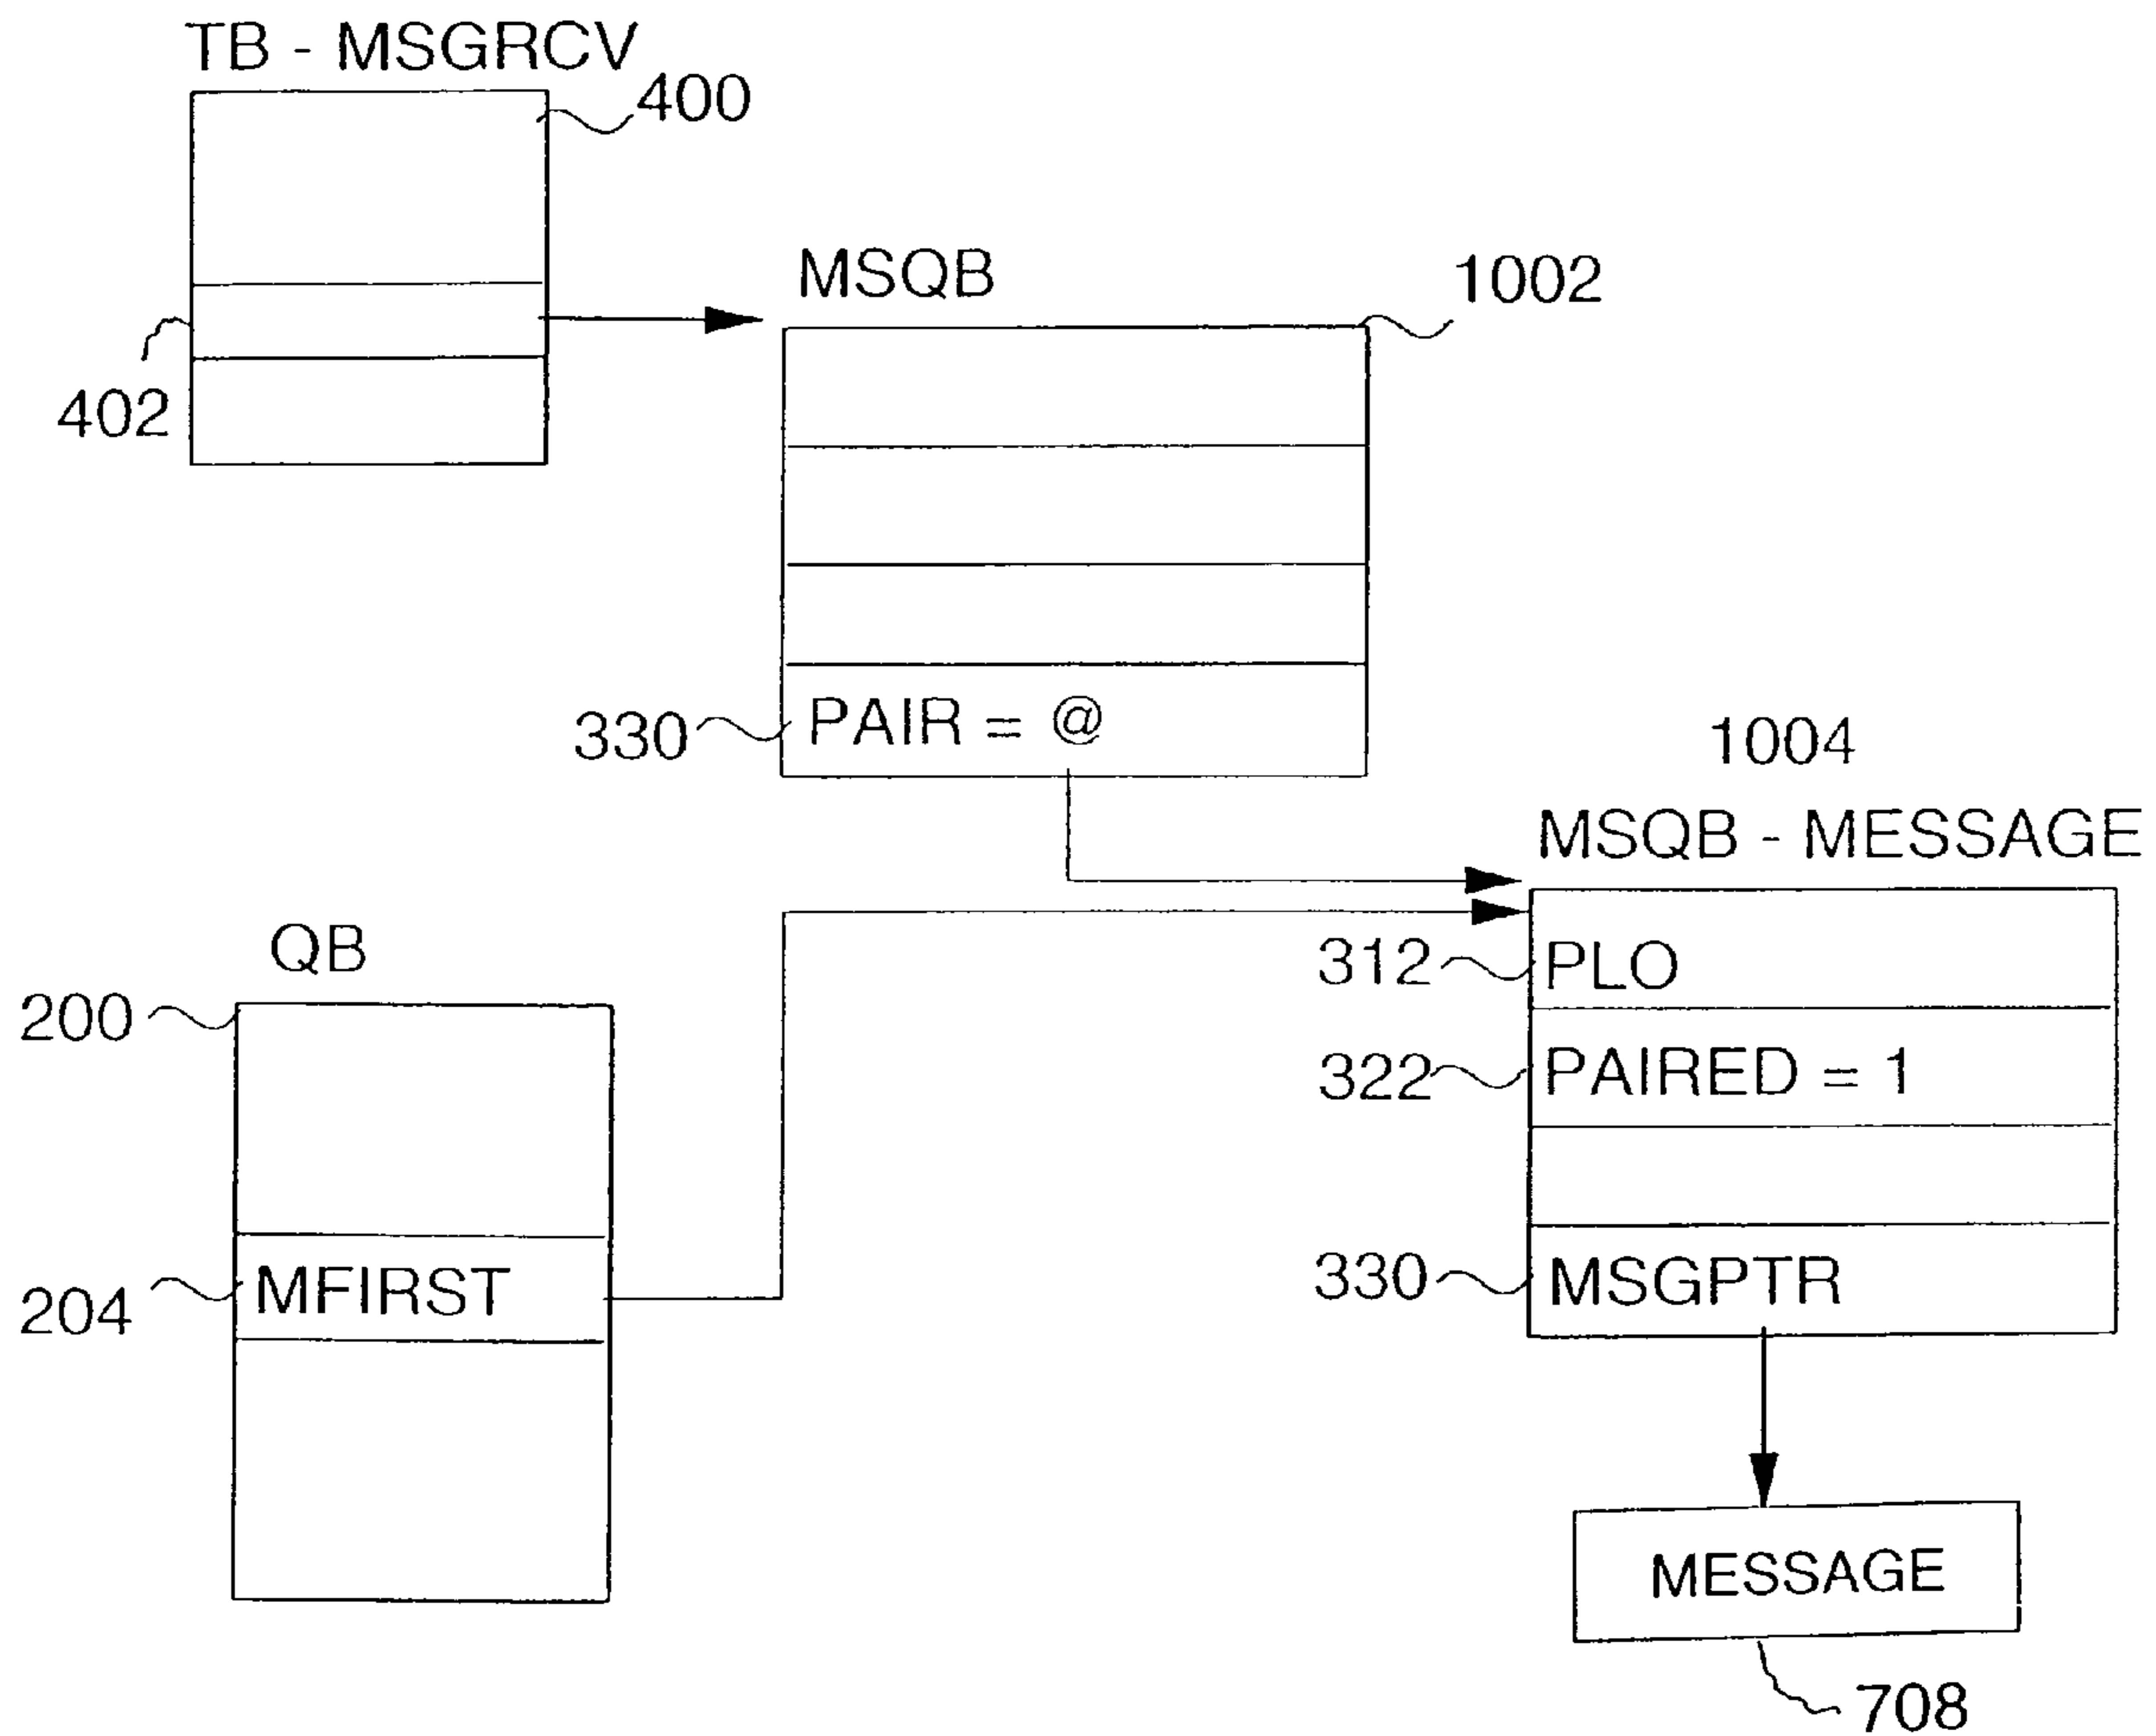 TB - MSGRCV
400
402
MSQB
1002
330
PAIR = @
1004
MSQB - MESSAGE
312
PLO
322
PAIRED = 1
330
MSGPTR
MESSAGE
708
QB
200
204
MFIRST